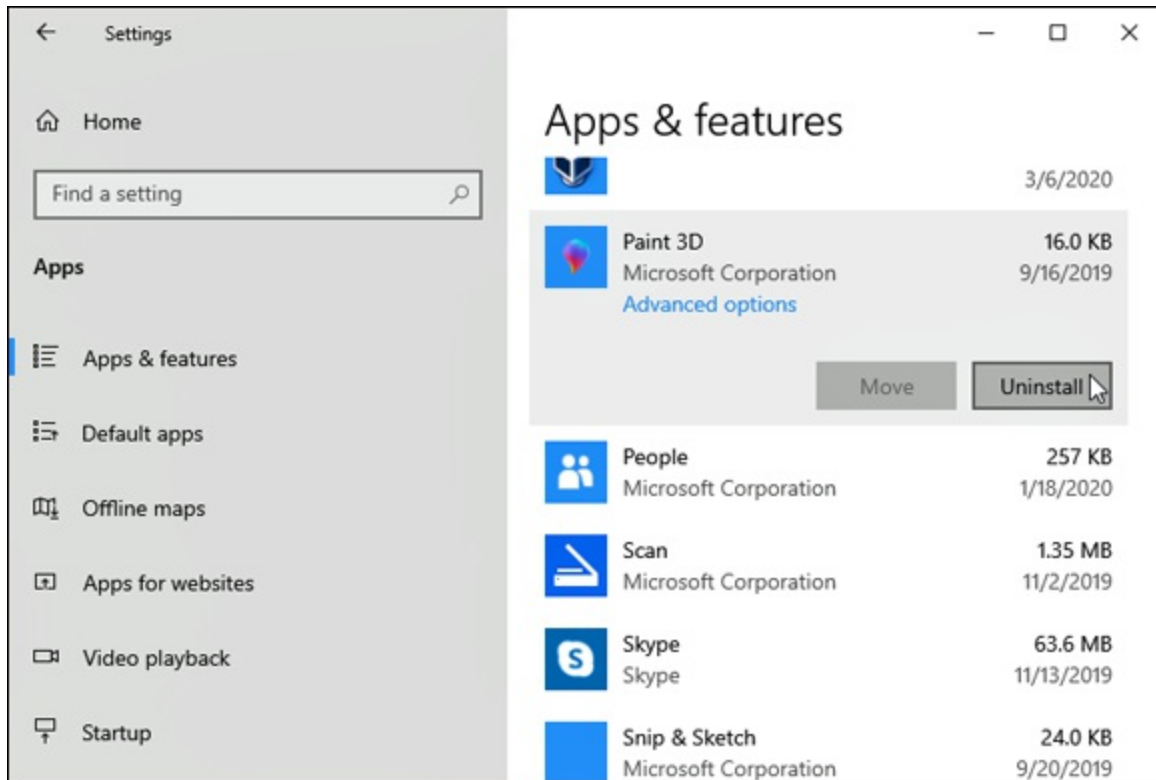 Settings
Home
Find a setting
Apps
Apps & features
Default apps
Offline maps
Apps for websites
Video playback
Startup
Apps & features
3/6/2020
Paint 3D 16.0 KB
Microsoft Corporation 9/16/2019
Advanced options
Move Uninstall
People 257 KB
Microsoft Corporation 1/18/2020
Scan 1.35 MB
Microsoft Corporation 11/2/2019
Skype 63.6 MB
Skype 11/13/2019
Snip & Sketch 24.0 KB
Microsoft Corporation 9/20/2019